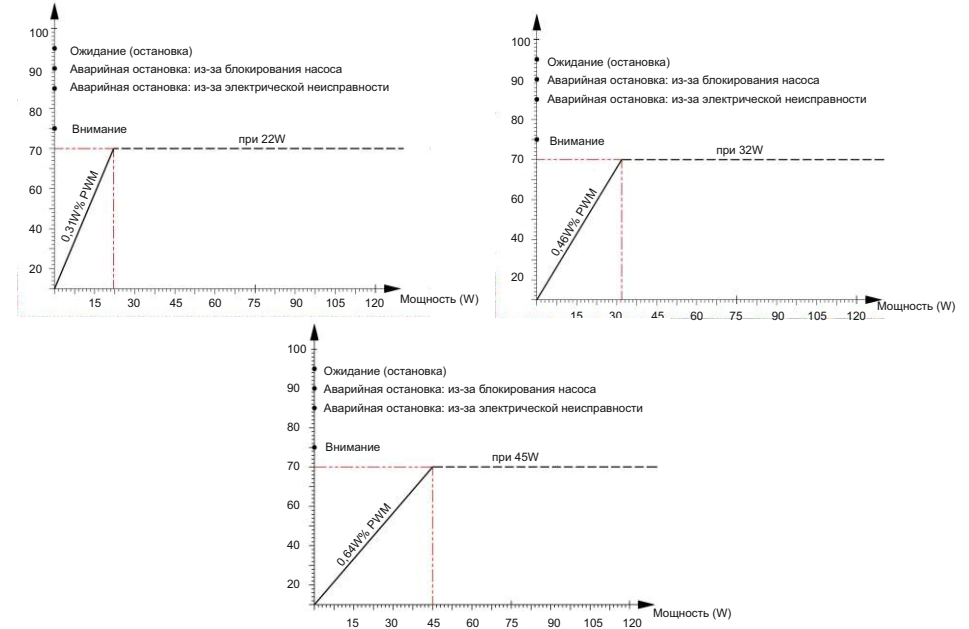 100
Ожидание (остановка)
90
Аварийная остановка: из-за блокирования насоса
Аварийная остановка: из-за электрической неисправности
80
Внимание
при 22W
70
60
0,31W% PWM
40
20
15 30 45 60 75 90 105 120
Мощность (W)
100
Ожидание (остановка)
90
Аварийная остановка: из-за блокирования насоса
Аварийная остановка: из-за электрической неисправности
80
Внимание
при 32W
70
60
0,46W% PWM
40
20
15 30 45 60 75 90 105 120
Мощность (W)
100
Ожидание (остановка)
90
Аварийная остановка: из-за блокирования насоса
Аварийная остановка: из-за электрической неисправности
80
Внимание
при 45W
70
60
0,64W% PWM
40
20
15 30 45 60 75 90 105 120
Мощность (W)